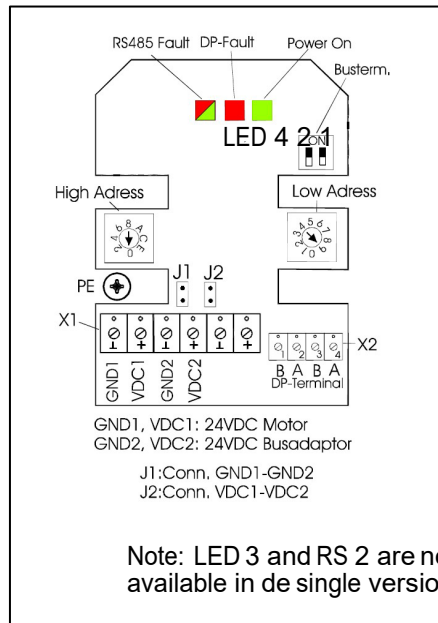 RS485 Fault DP-Fault Power On
Busterm.
LED 4 2 1
ON
High Adress Low Adress
J1 J2
PE
X1 X2
1 2 3 4
B A B A
DP-Terminal
GND1 VDC1 GND2 VDC2
GND1, VDC1: 24VDC Motor
GND2, VDC2: 24VDC Busadaptor
J1:Conn. GND1-GND2
J2:Conn. VDC1-VDC2
Note: LED 3 and RS 2 are no
available in de single versio